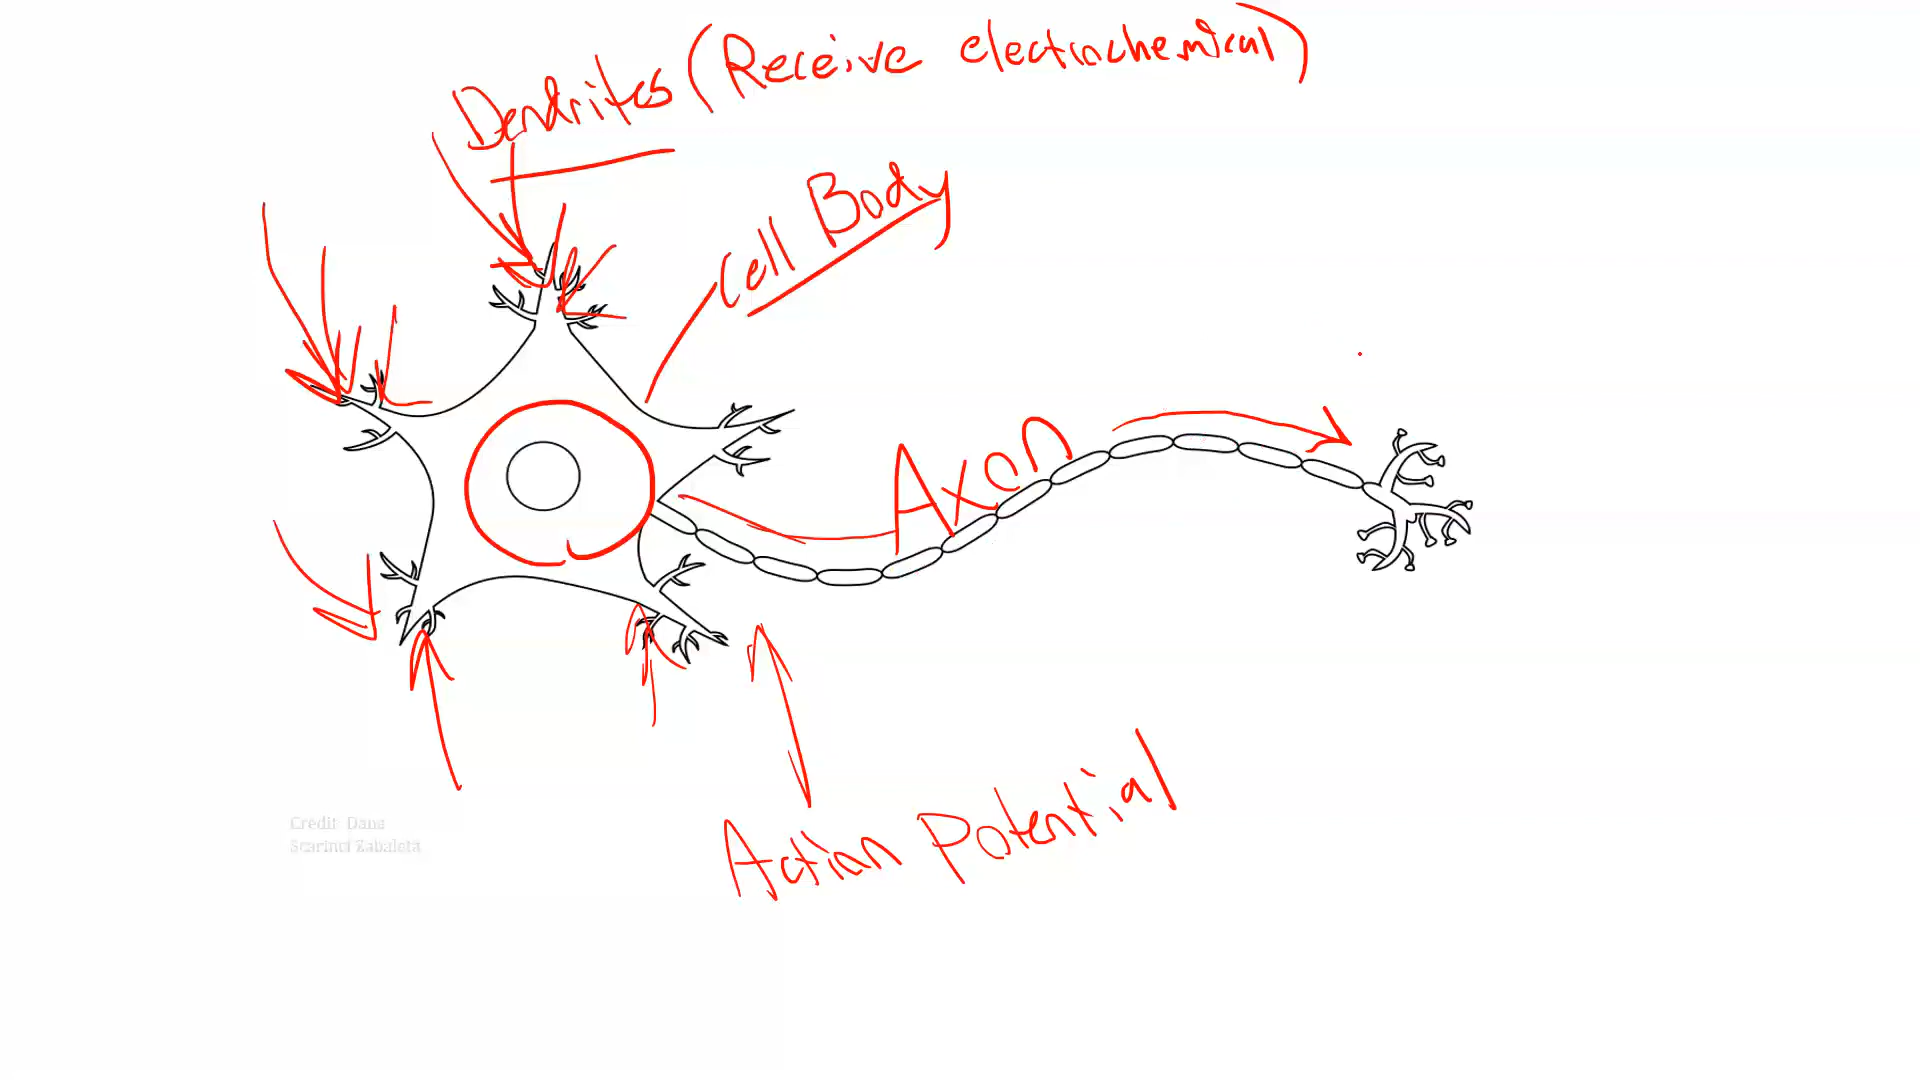 Dendrites (Receive electrochemical)
Cell Body
Axon
Action Potential
Credit: Dana
Scarinci Zabaleta